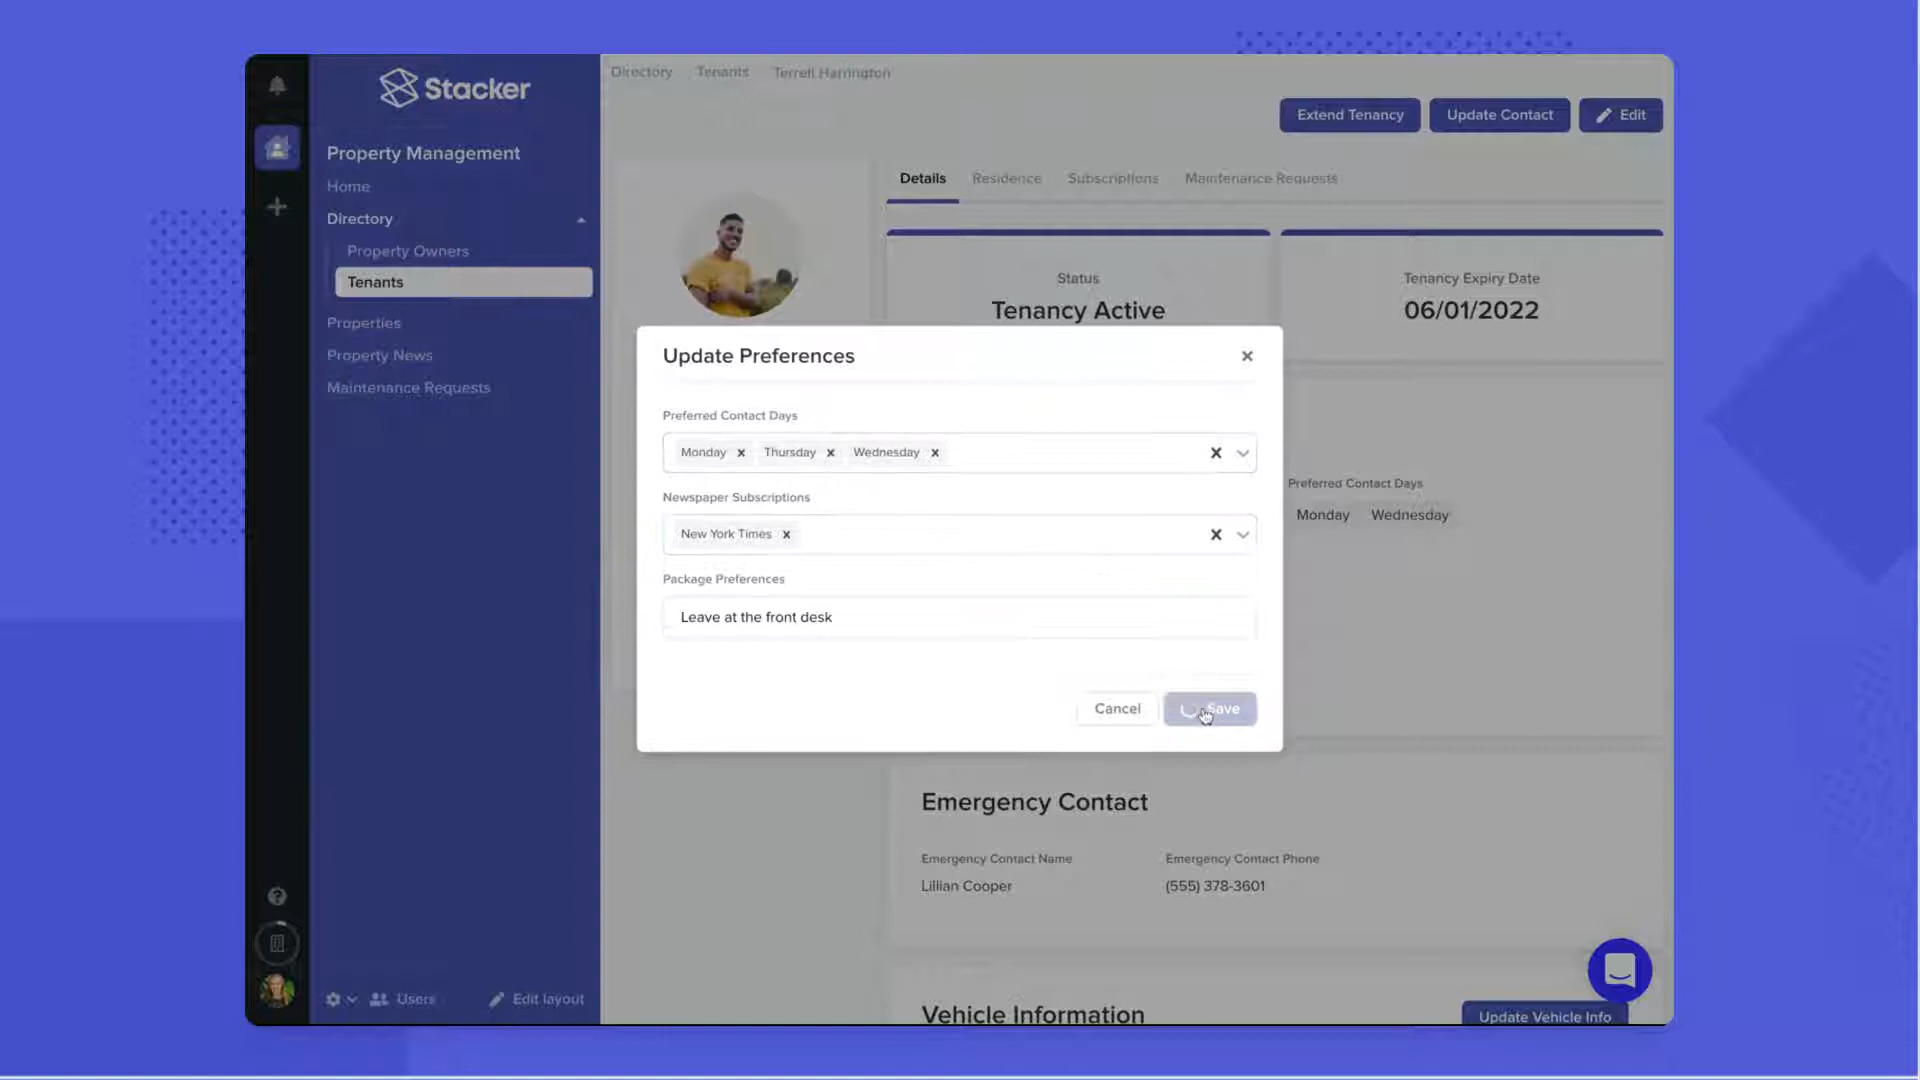 Stacker
Property Management
Home
Directory
Property Owners
Tenants
Properties
Property News
Maintenance Requests
Users
Edit layout
Directory Tenants Terrell Harrington
Extend Tenancy Update Contact Edit
Details Residence Subscriptions Maintenance Requests
Status
Tenancy Active
Tenancy Expiry Date
06/01/2022
Update Preferences
Preferred Contact Days
Monday Thursday Wednesday
Newspaper Subscriptions
New York Times
Package Preferences
Leave at the front desk
Cancel Save
Preferred Contact Days
Monday Wednesday
Emergency Contact
Emergency Contact Name
Lillian Cooper
Emergency Contact Phone
(555) 378-3601
Vehicle Information
Update Vehicle Info